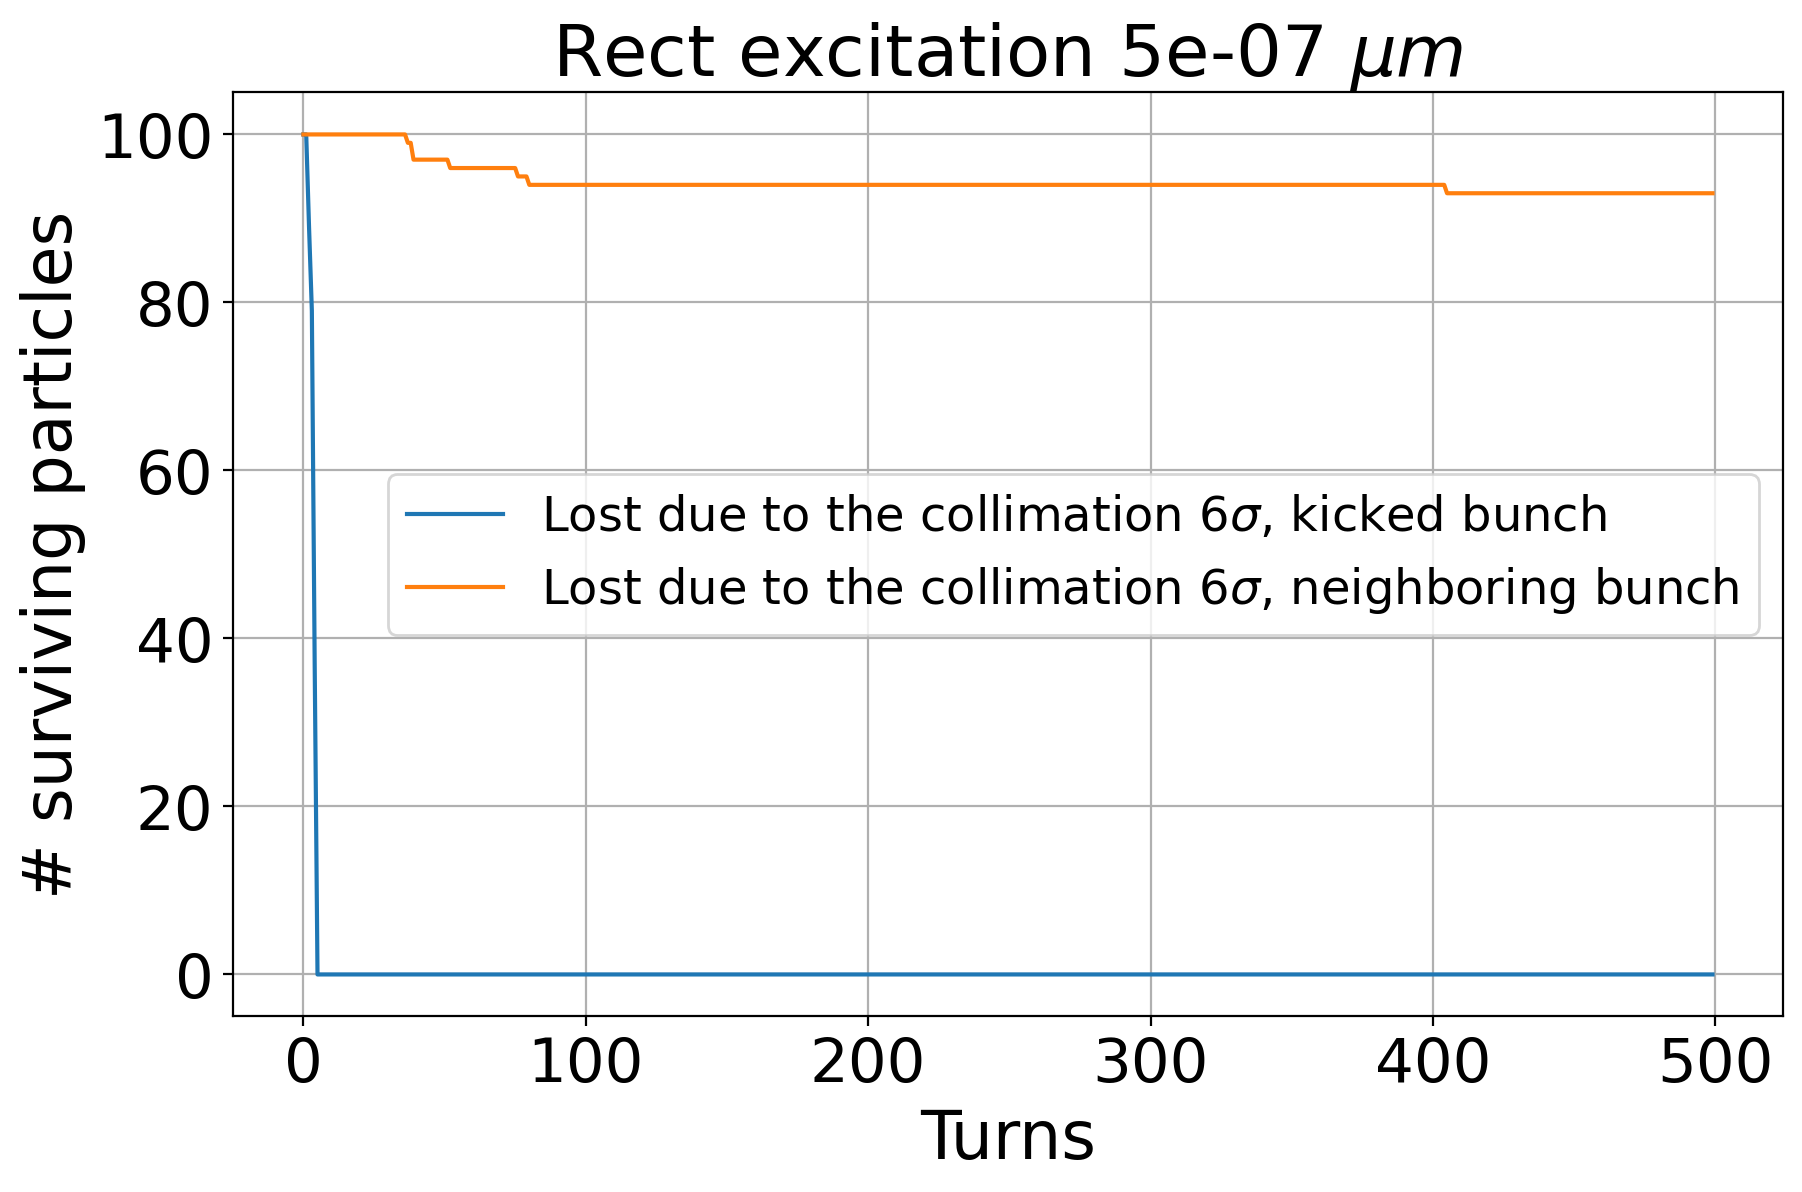 Rect excitation 5e-07 μm
# surviving particles
100
80
60
40
20
0
Lost due to the collimation 6σ, kicked bunch
Lost due to the collimation 6σ, neighboring bunch
0 100 200 300 400 500
Turns